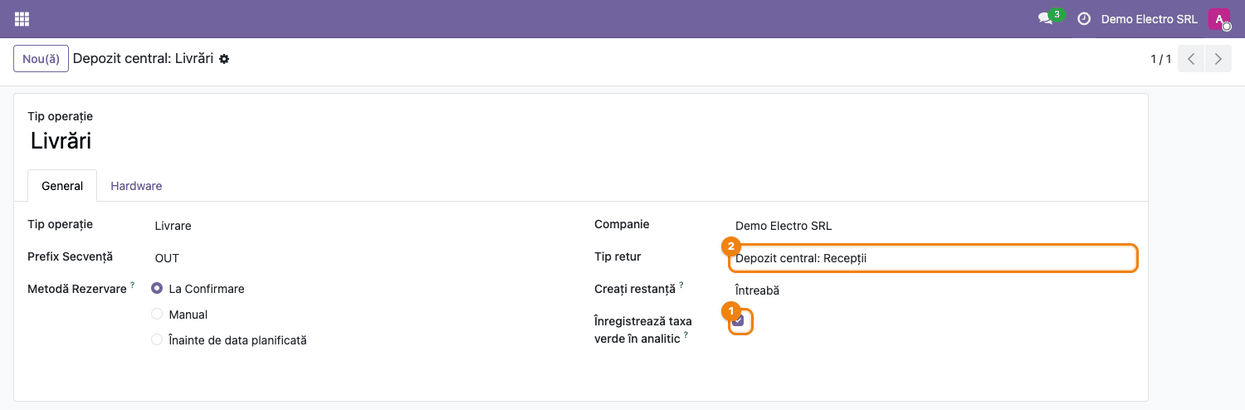 3
Demo Electro SRL
A
Nou(ă)
Depozit central: Livrări
1 / 1
Tip operație
Livrări
General
Hardware
Tip operație
Livrare
Companie
Demo Electro SRL
2
Prefix Secvență
OUT
Tip retur
Depozit central: Recepții
Metodă Rezervare ?
La Confirmare
Creați restanță ?
Întreabă
1
Manual
Înregistrează taxa
verde în analitic ?
Înainte de data planificată